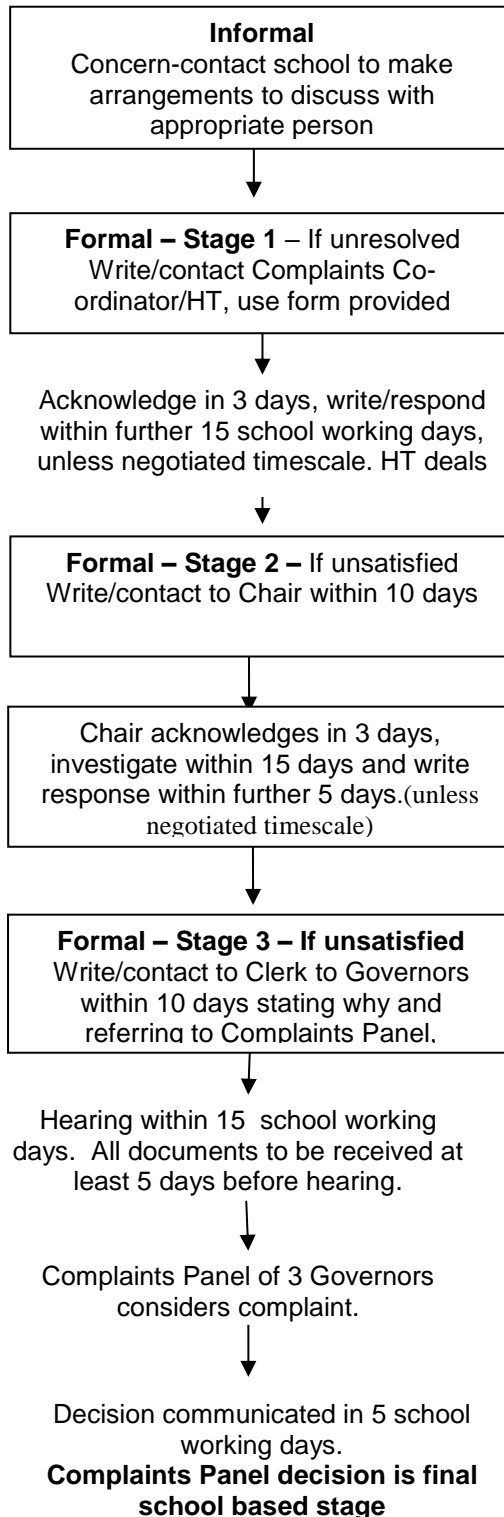 Informal
Concern-contact school to make
arrangements to discuss with
appropriate person
Formal – Stage 1 – If unresolved
Write/contact Complaints Co-
ordinator/HT, use form provided
Acknowledge in 3 days, write/respond
within further 15 school working days,
unless negotiated timescale. HT deals
Formal – Stage 2 – If unsatisfied
Write/contact to Chair within 10 days
Chair acknowledges in 3 days,
investigate within 15 days and write
response within further 5 days.(unless
negotiated timescale)
Formal – Stage 3 – If unsatisfied
Write/contact to Clerk to Governors
within 10 days stating why and
referring to Complaints Panel.
Hearing within 15 school working
days. All documents to be received at
least 5 days before hearing.
Complaints Panel of 3 Governors
considers complaint.
Decision communicated in 5 school
working days.
Complaints Panel decision is final
school based stage